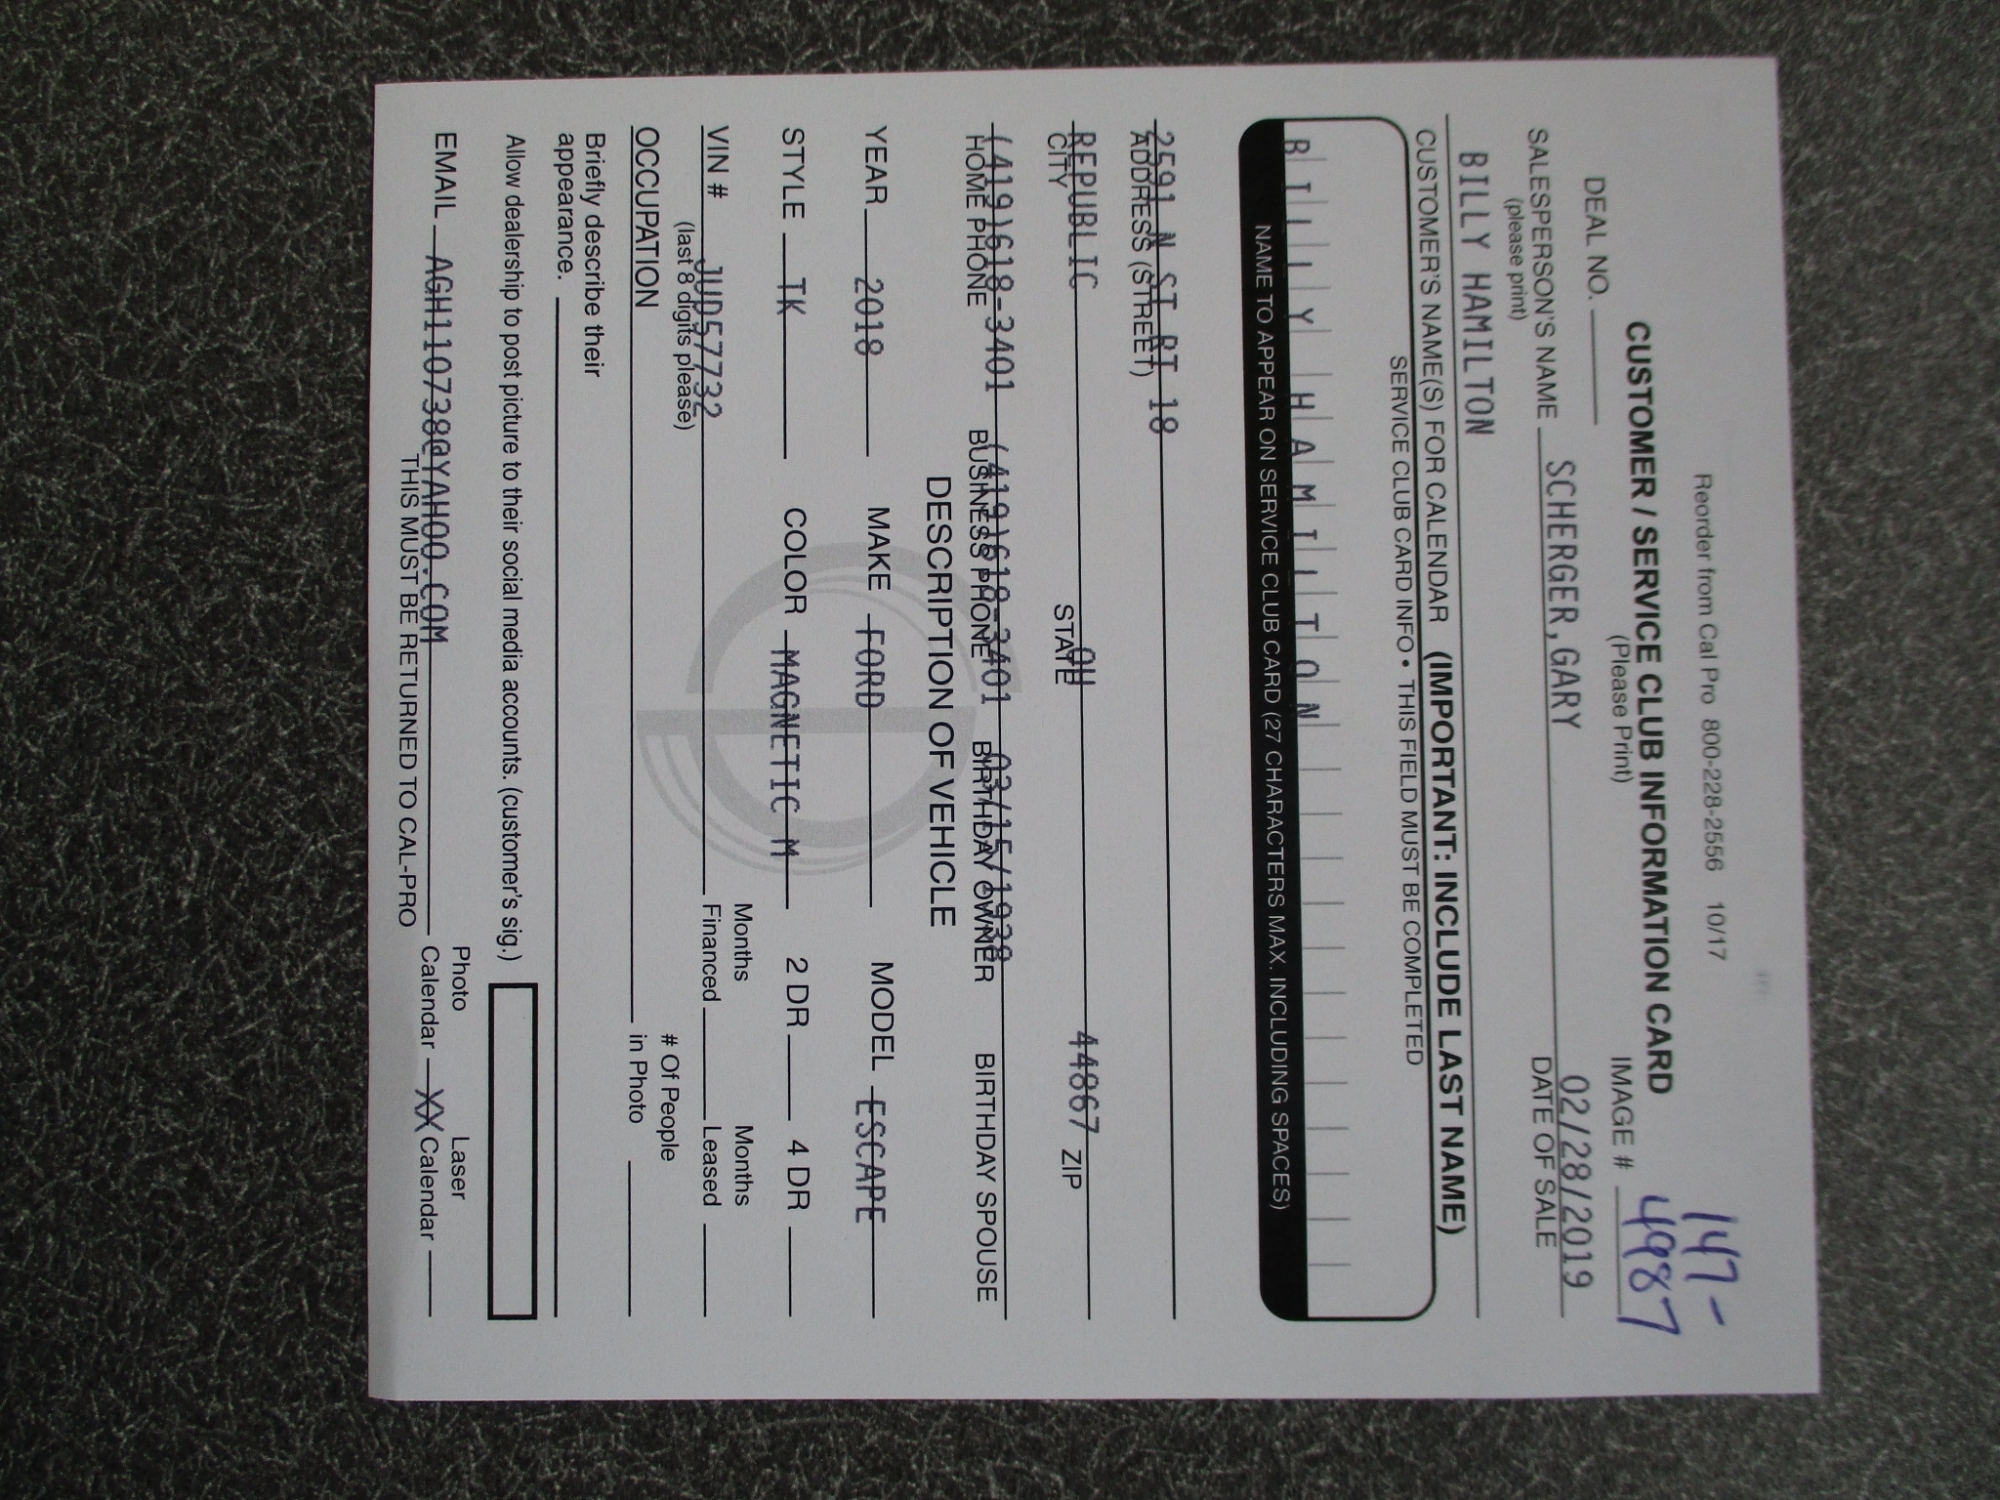 Reorder from Cal Pro 800-228-2556 10/17
147-
CUSTOMER / SERVICE CLUB INFORMATION CARD
(Please Print)
IMAGE # 4987
DEAL NO.
SALESPERSON'S NAME SCHERGER,GARY 02/28/2019
(please print) DATE OF SALE
BILLY HAMILTON
CUSTOMER'S NAME(S) FOR CALENDAR (IMPORTANT: INCLUDE LAST NAME)
SERVICE CLUB CARD INFO • THIS FIELD MUST BE COMPLETED
BILLY HAMILTON
NAME TO APPEAR ON SERVICE CLUB CARD (27 CHARACTERS MAX. INCLUDING SPACES)
2591 N ST RT 18
ADDRESS (STREET)
REPUBLIC OH 44867
CITY STATE ZIP
(419)618-3401 (419)618-3401 03/15/1938
HOME PHONE BUSINESS PHONE BIRTHDAY OWNER BIRTHDAY SPOUSE
DESCRIPTION OF VEHICLE
YEAR 2018 MAKE FORD MODEL ESCAPE
STYLE TK COLOR MAGNETIC M 2 DR 4 DR
VIN # JUD57732 Months Financed Months Leased
(last 8 digits please)
OCCUPATION # Of People in Photo
Briefly describe their
appearance.
Allow dealership to post picture to their social media accounts. (customer's sig.)
EMAIL AGH110738@YAHOO.COM Photo Calendar XX Laser Calendar
THIS MUST BE RETURNED TO CAL-PRO